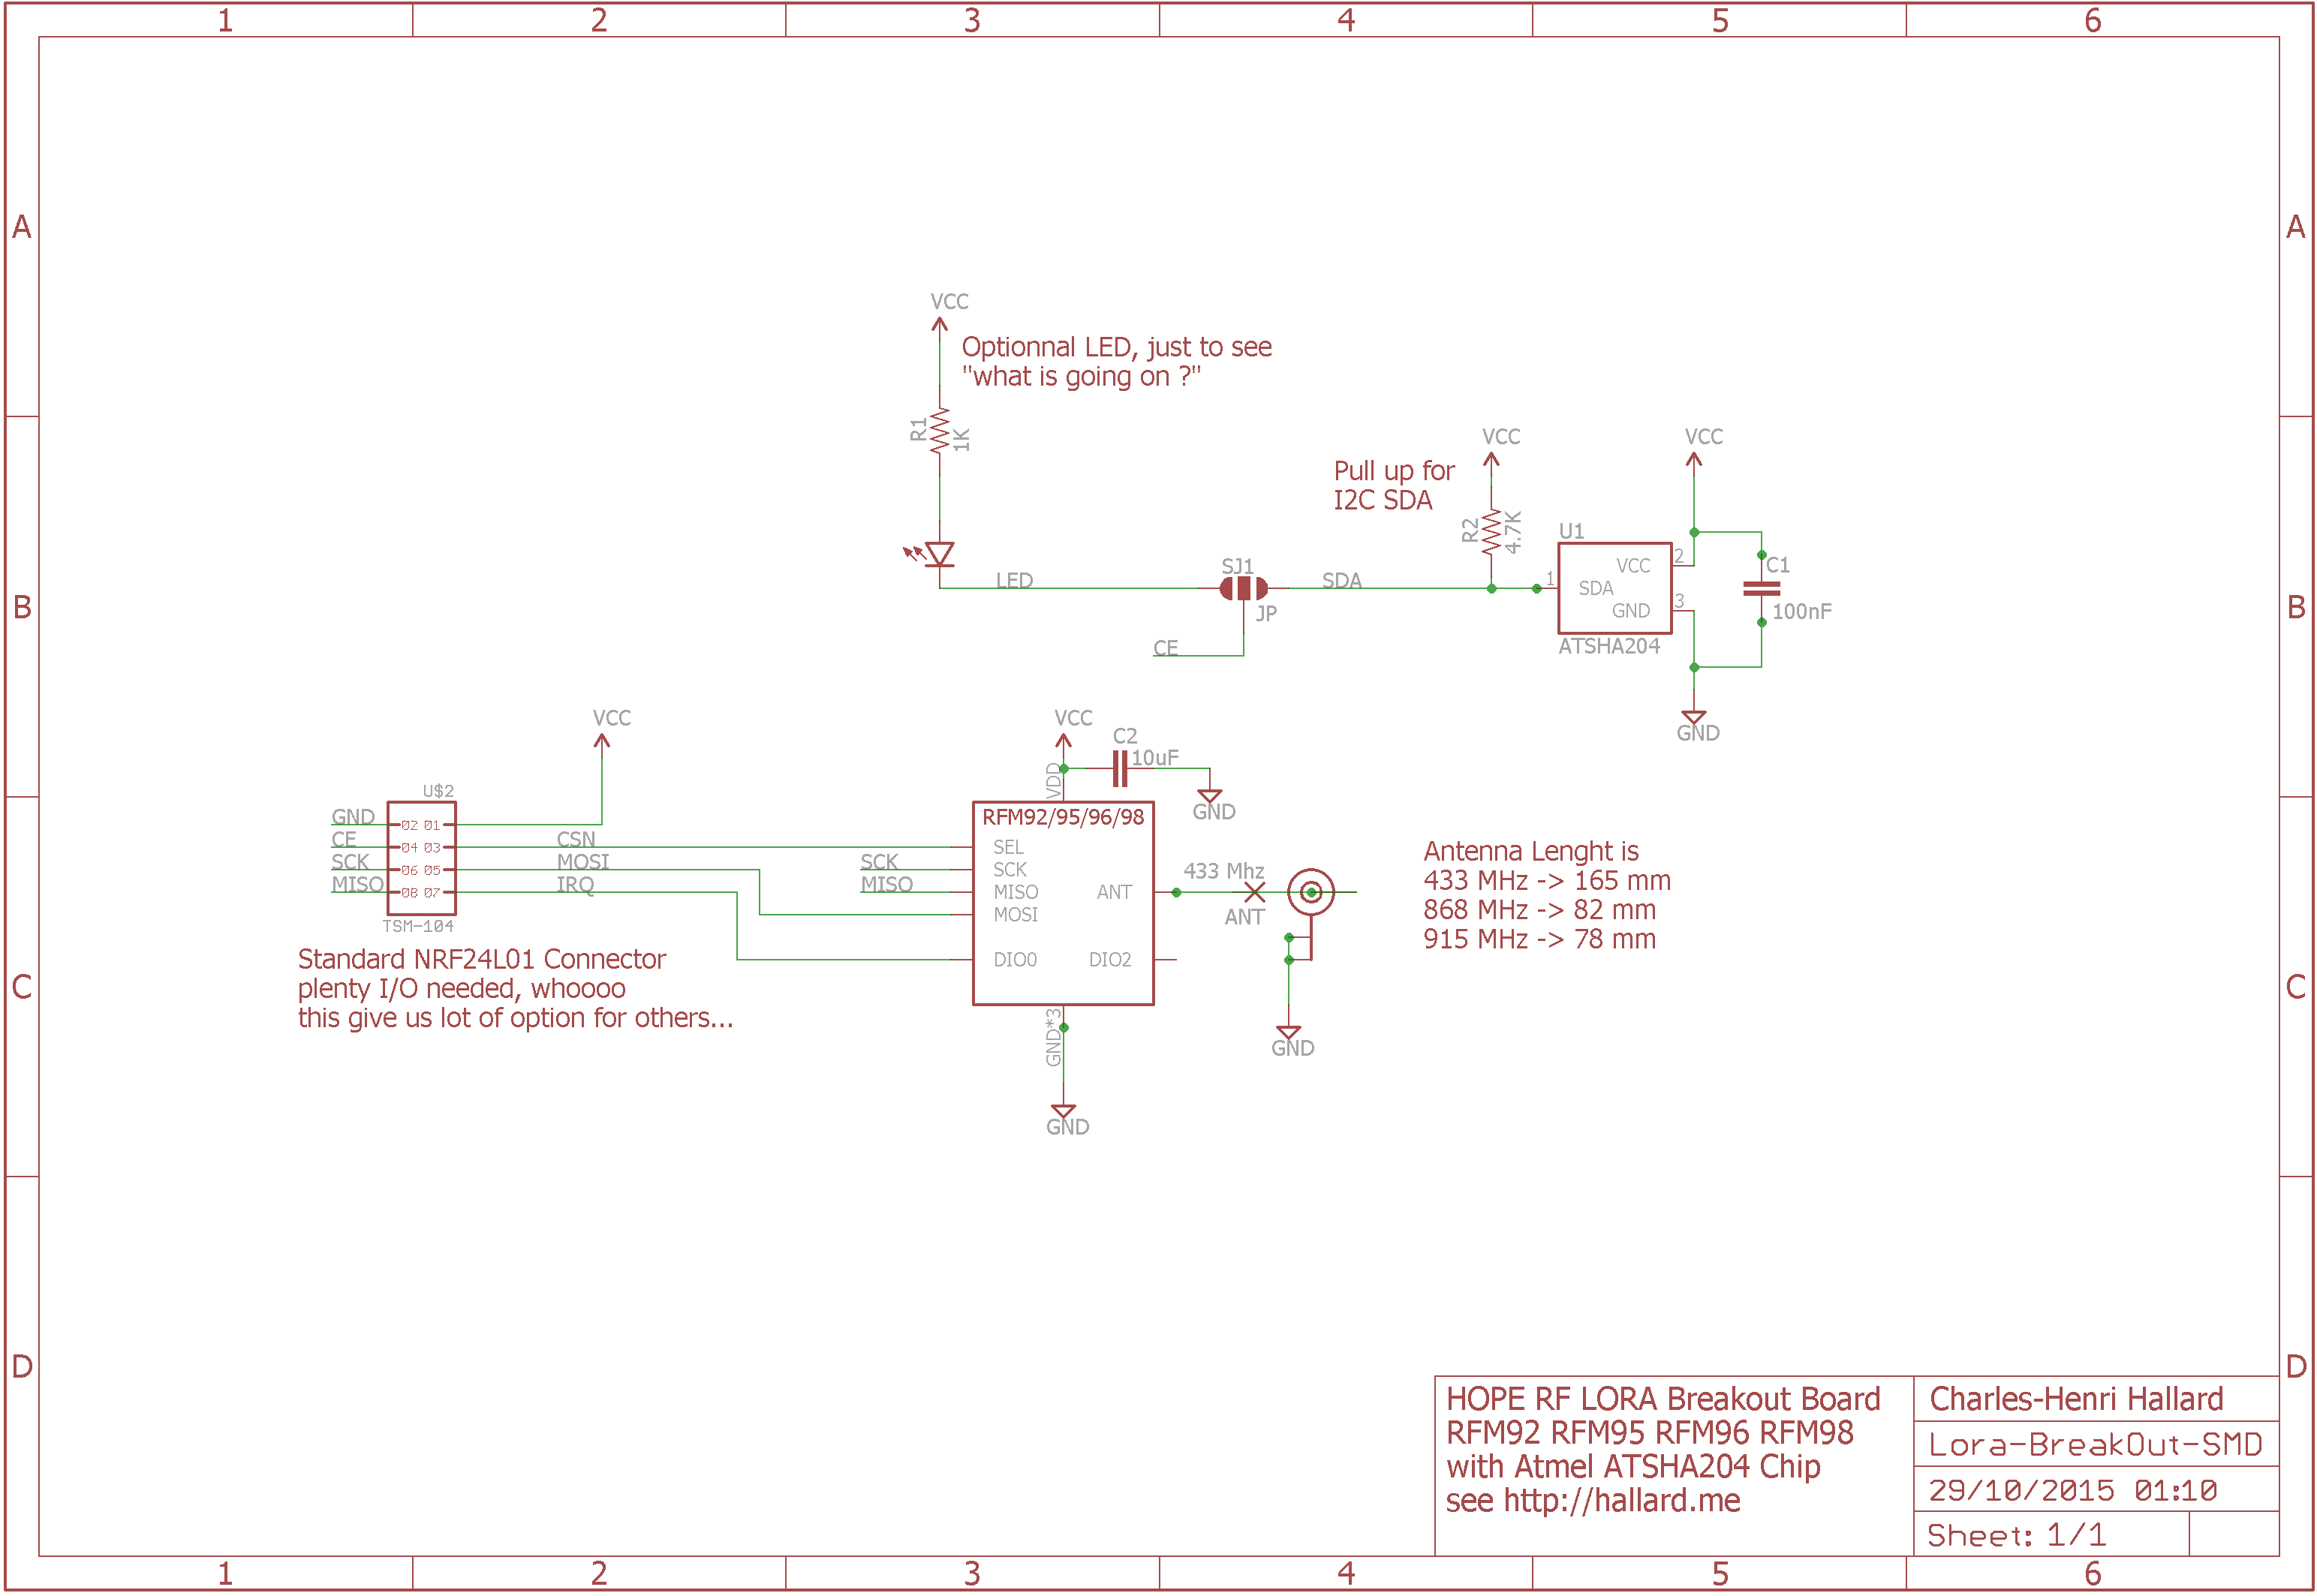 1 2 3 4 5 6
A A
VCC
Optionnal LED, just to see
"what is going on ?"
R1
1K
VCC VCC
Pull up for
I2C SDA
R2
4.7K
U1
VCC 2
SJ1 C1
LED SDA 1 SDA
GND 3
JP 100nF
B B
CE ATSHA204
GND
VCC VCC C2
10uF
VDD
U$2
GND 02 01 RFM92/95/96/98 GND
CE 04 03 CSN SEL
SCK 06 05 MOSI SCK SCK
MISO 08 07 IRQ MISO MISO ANT
MOSI
433 Mhz
ANT
Antenna Lenght is
433 MHz -> 165 mm
868 MHz -> 82 mm
915 MHz -> 78 mm
TSM-104
DIO0 DIO2
Standard NRF24L01 Connector
plenty I/O needed, whoooo
this give us lot of option for others...
C C
GND*3
GND
GND
D D
HOPE RF LORA Breakout Board
RFM92 RFM95 RFM96 RFM98
with Atmel ATSHA204 Chip
see http://hallard.me
Charles-Henri Hallard
Lora-BreakOut-SMD
29/10/2015 01:10
Sheet: 1/1
1 2 3 4 5 6